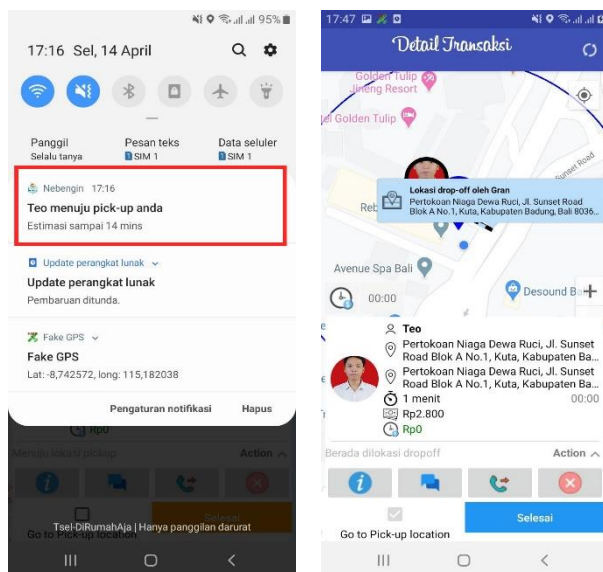 95%
17:16 Sel, 14 April
Panggil
Selalu tanya
Pesan teks
SIM 1
Data seluler
SIM 1
Nebengin 17:16
Teo menuju pick-up anda
Estimasi sampai 14 mins
Update perangkat lunak
Update perangkat lunak
Pembaruan ditunda.
Fake GPS
Fake GPS
Lat: -8,742572, long: 115,182038
Pengaturan notifikasi Hapus
Rp0
Menuju lokasi pickup Action
Selesai
Tsel-DiRumahAja | Hanya panggilan darurat
Go to Pick-up location
17:47
Detail Transaksi
Golden Tulip
Jineng Resort
el Golden Tulip
Sunset Road
Lokasi drop-off oleh Gran
Pertokoan Niaga Dewa Ruci, Jl. Sunset Road
Blok A No.1, Kuta, Kabupaten Badung, Bali 8036...
Reb
Avenue Spa Bali
Desound B
00:00
Teo
Pertokoan Niaga Dewa Ruci, Jl. Sunset
Road Blok A No.1, Kuta, Kabupaten Ba...
Pertokoan Niaga Dewa Ruci, Jl. Sunset
Road Blok A No.1, Kuta, Kabupaten Ba...
1 menit 00:00
Rp2.800
Rp0
Berada dilokasi dropoff Action
Selesai
Go to Pick-up location